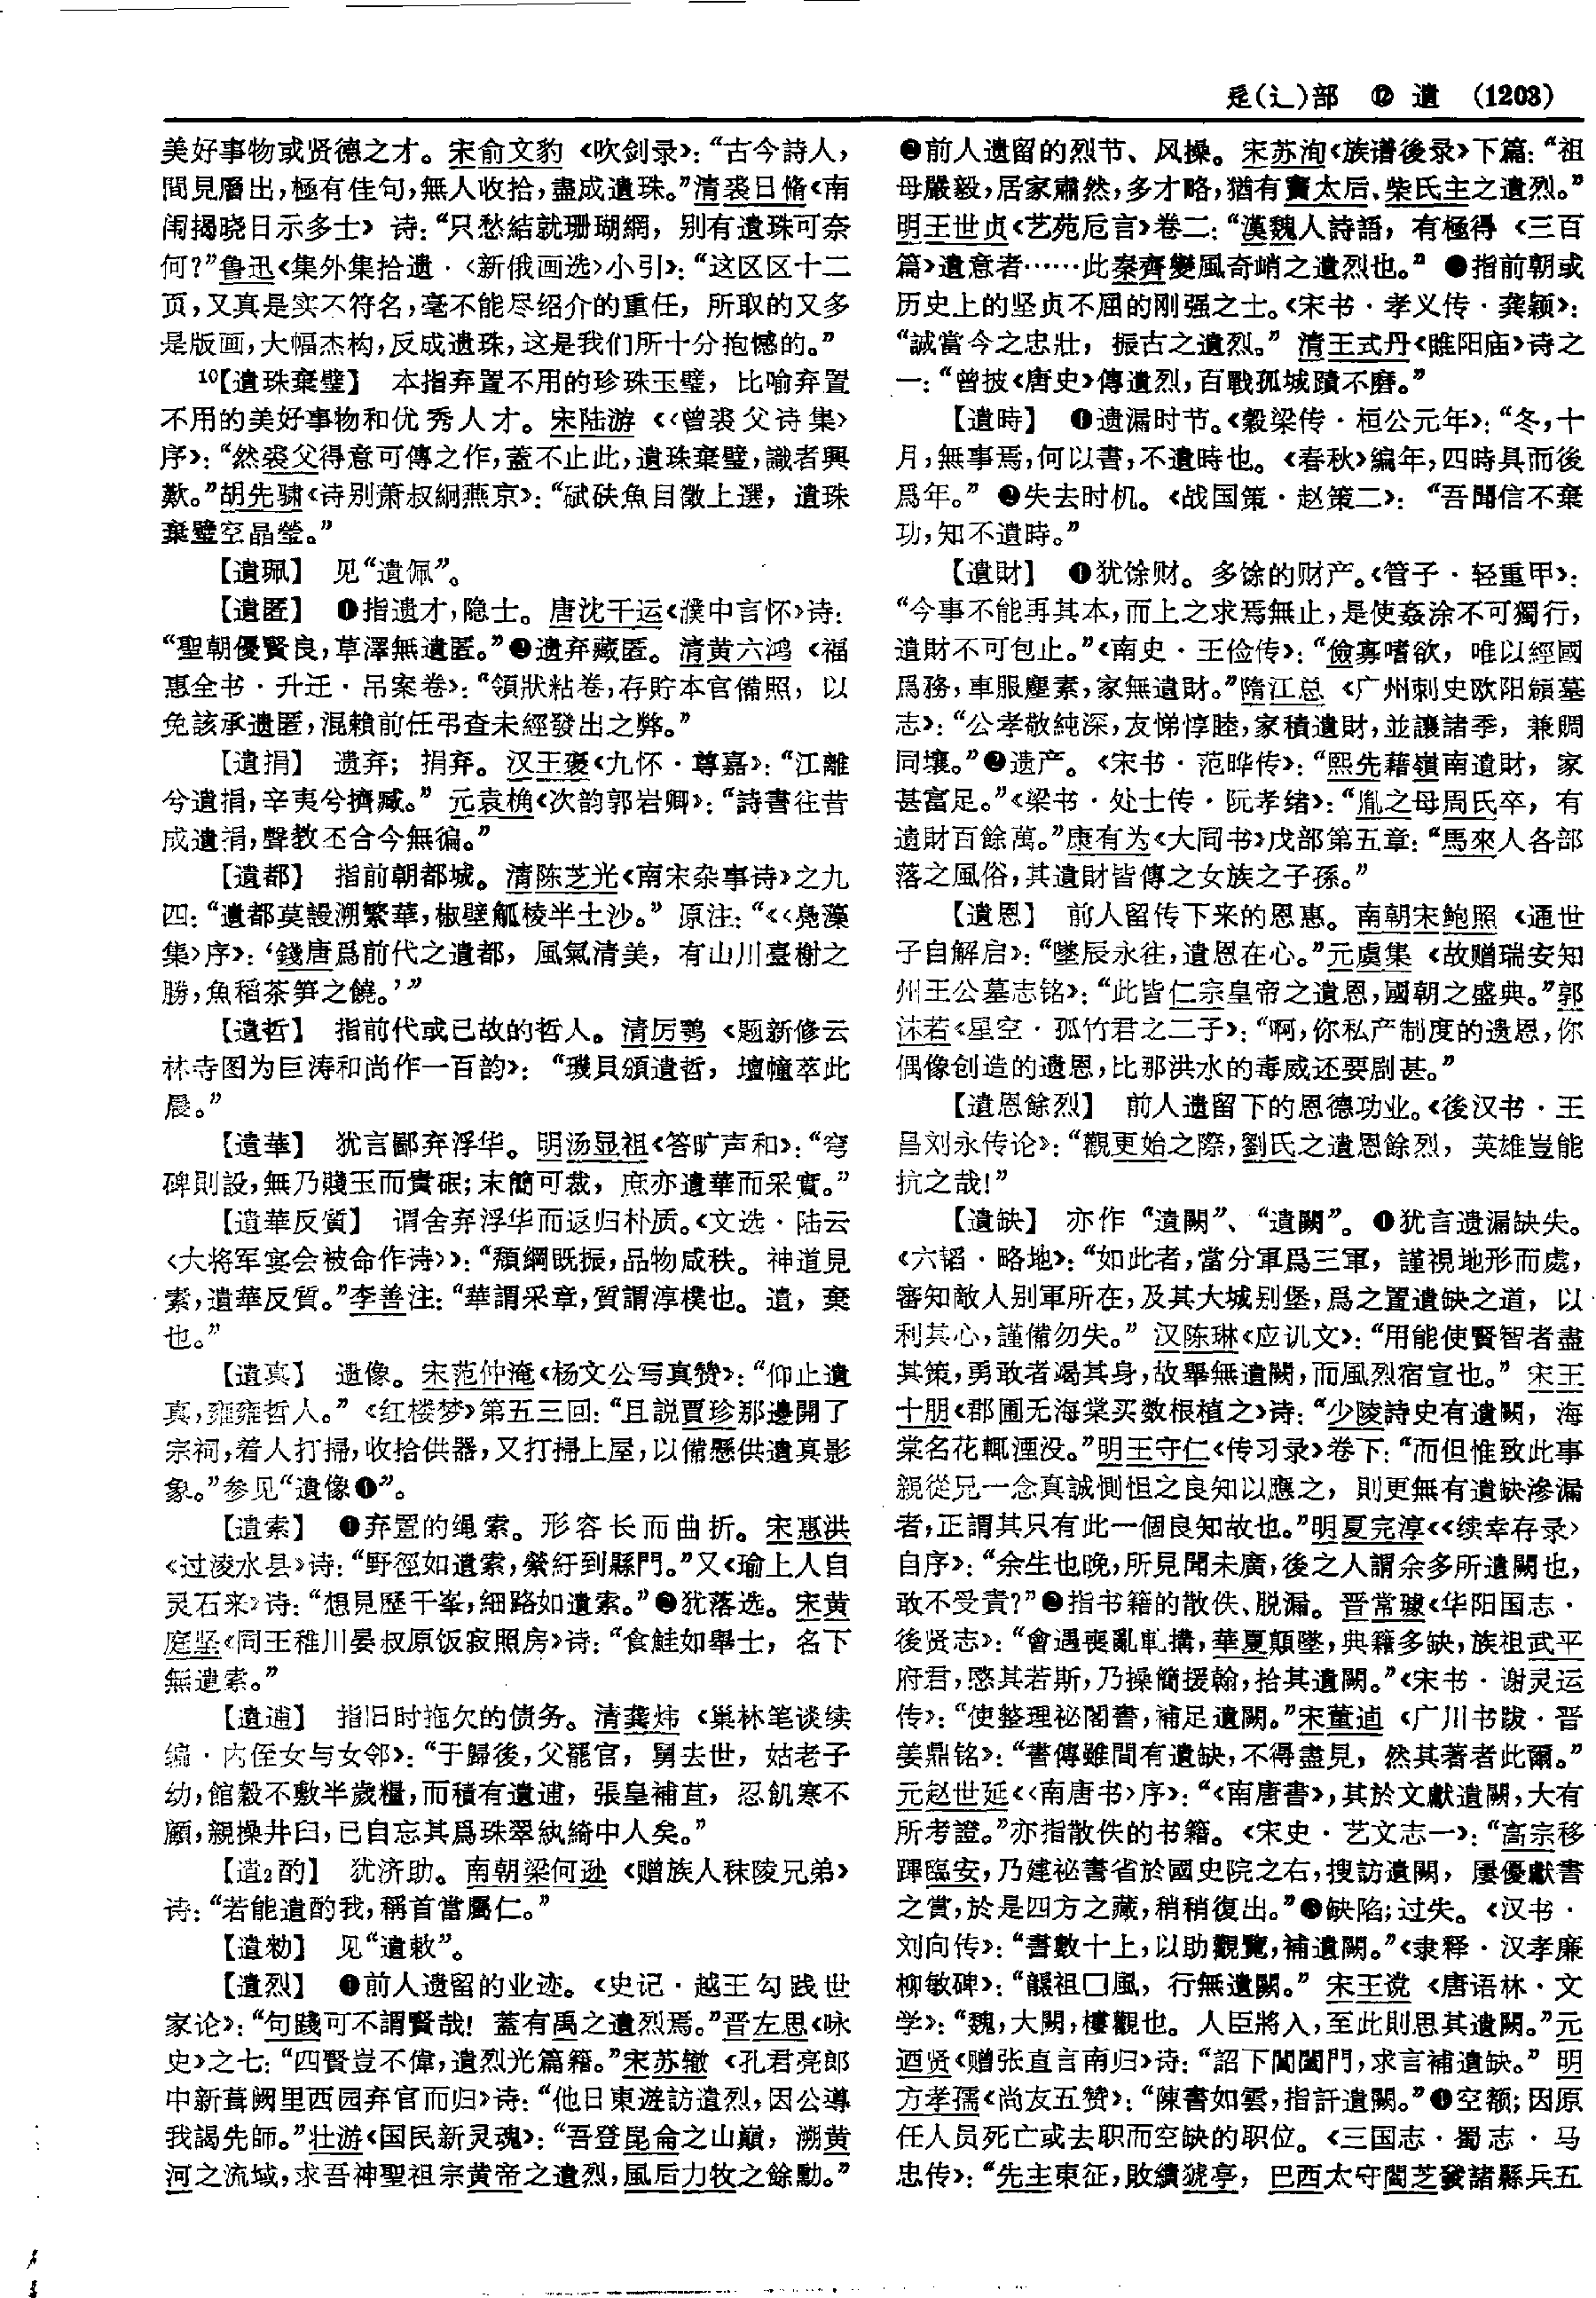 辵(辶)部 ⑫ 遺 (1203)
美好事物或贤德之才。宋俞文豹《吹剑录》：“古今詩人，
間見層出，極有佳句，無人收拾，盡成遺珠。”清裘日脩《南
闱揭晓日示多士》诗：“只愁結就珊瑚網，别有遺珠可奈
何？”鲁迅《集外集拾遗·〈新俄画选〉小引》：“这区区十二
页，又真是实不符名，毫不能尽绍介的重任，所取的又多
是版画，大幅杰构，反成遗珠，这是我们所十分抱憾的。”
10【遺珠棄璧】 本指弃置不用的珍珠玉璧，比喻弃置
不用的美好事物和优秀人才。宋陆游《〈曾裘父诗集〉
序》：“然裘父得意可傳之作，蓋不止此，遺珠棄璧，識者興
歎。”胡先骕《诗别萧叔絅燕京》：“碔砆魚目徵上選，遺珠
棄璧空晶瑩。”
【遺珮】 见“遺佩”。
【遺匿】 ❶指遗才，隐士。唐沈千运《濮中言怀》诗：
“聖朝優賢良，草澤無遺匿。”❷遗弃藏匿。清黄六鸿《福
惠全书·升迁·吊案卷》：“領狀粘卷，存貯本官備照，以
免該承遗匿，混賴前任弔查未經發出之弊。”
【遺捐】 遗弃；捐弃。汉王褒《九怀·尊嘉》：“江離
兮遺捐，辛夷兮擠臧。”元袁桷《次韵郭岩卿》：“詩書往昔
成遺捐，聲教丕合今無徧。”
【遺都】 指前朝都城。清陈芝光《南宋杂事诗》之九
四：“遺都莫謾溯繁華，椒壁觚棱半土沙。”原注：“《〈凫藻
集〉序》：‘錢唐爲前代之遺都，風氣清美，有山川臺榭之
勝，魚稻茶笋之饒。’”
【遺哲】 指前代或已故的哲人。清厉鹗《题新修云
林寺图为巨涛和尚作一百韵》：“璣貝頒遺哲，壇幢萃此
晨。”
【遺華】 犹言鄙弃浮华。明汤显祖《答旷声和》：“穹
碑則設，無乃賤玉而貴碈；末簡可裁，庶亦遺華而采實。”
【遺華反質】 谓舍弃浮华而返归朴质。《文选·陆云
〈大将军宴会被命作诗〉》：“頹綱既振，品物咸秩。神道見
素，遺華反質。”李善注：“華謂采章，質謂淳樸也。遺，棄
也。”
【遺真】 遗像。宋范仲淹《杨文公写真赞》：“仰止遺
真，雍雍哲人。”《红楼梦》第五三回：“且説賈珍那邊開了
宗祠，着人打掃，收拾供器，又打掃上屋，以備懸供遺真影
象。”参见“遺像❶”。
【遺索】 ❶弃置的绳索。形容长而曲折。宋惠洪
《过淩水县》诗：“野徑如遺索，縈紆到縣門。”又《瑜上人自
灵石来》诗：“想見歷千峯，細路如遺索。”❷犹落选。宋黄
庭坚《同王稚川晏叔原饭寂照房》诗：“食鮭如舉士，名下
無遺索。”
【遺逋】 指旧时拖欠的债务。清龚炜《巢林笔谈续
编·内侄女与女邻》：“于歸後，父罷官，舅去世，姑老子
幼，館穀不敷半歲糧，而積有遺逋，張皇補苴，忍飢寒不
顧，親操井臼，已自忘其爲珠翠紈綺中人矣。”
【遺2酌】 犹济助。南朝梁何逊《赠族人秣陵兄弟》
诗：“若能遺酌我，稱首當屬仁。”
【遺勑】 见“遺敕”。
【遺烈】 ❶前人遗留的业迹。《史记·越王勾践世
家论》：“句踐可不謂賢哉！蓋有禹之遺烈焉。”晋左思《咏
史》之七：“四賢豈不偉，遺烈光篇籍。”宋苏辙《孔君亮郎
中新葺阙里西园弃官而归》诗：“他日東遊訪遺烈，因公導
我謁先師。”壮游《国民新灵魂》：“吾登昆侖之山巔，溯黄
河之流域，求吾神聖祖宗黄帝之遺烈，風后力牧之餘勳。”
❷前人遗留的烈节、风操。宋苏洵《族谱後录》下篇：“祖
母嚴毅，居家肅然，多才略，猶有竇太后、柴氏主之遺烈。”
明王世贞《艺苑卮言》卷二：“漢魏人詩語，有極得《三百
篇》遺意者……此秦齊變風奇峭之遺烈也。”❸指前朝或
历史上的坚贞不屈的刚强之士。《宋书·孝义传·龚颖》：
“誠當今之忠壯，振古之遺烈。”清王式丹《睢阳庙》诗之
一：“曾披《唐史》傳遺烈，百戰孤城蹟不磨。”
【遺時】 ❶遗漏时节。《穀梁传·桓公元年》：“冬，十
月，無事焉，何以書，不遺時也。《春秋》編年，四時具而後
爲年。”❷失去时机。《战国策·赵策二》：“吾聞信不棄
功，知不遺時。”
【遺財】 ❶犹馀财。多馀的财产。《管子·轻重甲》：
“今事不能再其本，而上之求焉無止，是使姦涂不可獨行，
遺財不可包止。”《南史·王俭传》：“儉寡嗜欲，唯以經國
爲務，車服塵素，家無遺財。”隋江总《广州刺史欧阳頠墓
志》：“公孝敬純深，友悌惇睦，家積遺財，並讓諸季，兼賙
同壤。”❷遗产。《宋书·范晔传》：“熙先藉嶺南遺財，家
甚富足。”《梁书·处士传·阮孝绪》：“胤之母周氏卒，有
遺財百餘萬。”康有为《大同书》戊部第五章：“馬來人各部
落之風俗，其遺財皆傳之女族之子孫。”
【遺恩】 前人留传下来的恩惠。南朝宋鲍照《通世
子自解启》：“墜辰永往，遺恩在心。”元虞集《故赠瑞安知
州王公墓志铭》：“此皆仁宗皇帝之遺恩，國朝之盛典。”郭
沫若《星空·孤竹君之二子》：“啊，你私产制度的遗恩，你
偶像创造的遗恩，比那洪水的毒威还要剧甚。”
【遺恩餘烈】 前人遗留下的恩德功业。《後汉书·王
昌刘永传论》：“觀更始之際，劉氏之遺恩餘烈，英雄豈能
抗之哉！”
【遺缺】 亦作“遺闕”、“遺闕”。❶犹言遗漏缺失。
《六韬·略地》：“如此者，當分軍爲三軍，謹視地形而處，
審知敵人别軍所在，及其大城别堡，爲之置遺缺之道，以
利其心，謹備勿失。”汉陈琳《应讥文》：“用能使賢智者盡
其策，勇敢者竭其身，故舉無遺闕，而風烈宿宣也。”宋王
十朋《郡圃无海棠买数根植之》诗：“少陵詩史有遺闕，海
棠名花輒湮没。”明王守仁《传习录》卷下：“而但惟致此事
親從兄一念真誠惻怛之良知以應之，則更無有遺缺滲漏
者，正謂其只有此一個良知故也。”明夏完淳《〈续幸存录〉
自序》：“余生也晚，所見聞未廣，後之人謂余多所遺闕也，
敢不受責？”❷指书籍的散佚、脱漏。晋常璩《华阳国志·
後贤志》：“會遇喪亂軋搆，華夏顛墜，典籍多缺，族祖武平
府君，愍其若斯，乃操簡援翰，拾其遺闕。”《宋书·谢灵运
传》：“使整理祕閣書，補足遺闕。”宋董逌《广川书跋·晋
姜鼎铭》：“書傳雖間有遺缺，不得盡見，然其著者此爾。”
元赵世延《〈南唐书〉序》：“《南唐書》，其於文獻遺闕，大有
所考證。”亦指散佚的书籍。《宋史·艺文志一》：“高宗移
蹕臨安，乃建祕書省於國史院之右，搜訪遺闕，屢優獻書
之賞，於是四方之藏，稍稍復出。”❸缺陷；过失。《汉书·
刘向传》：“書數十上，以助觀覽，補遺闕。”《隶释·汉孝廉
柳敏碑》：“龖祖囗風，行無遺闕。”宋王谠《唐语林·文
学》：“魏，大闕，樓觀也。人臣將入，至此則思其遺闕。”元
迺贤《赠张直言南归》诗：“詔下閶闔門，求言補遺缺。”明
方孝孺《尚友五赞》：“陳書如雲，指訐遺闕。”❹空额；因原
任人员死亡或去职而空缺的职位。《三国志·蜀志·马
忠传》：“先主東征，敗績猇亭，巴西太守閻芝發諸縣兵五